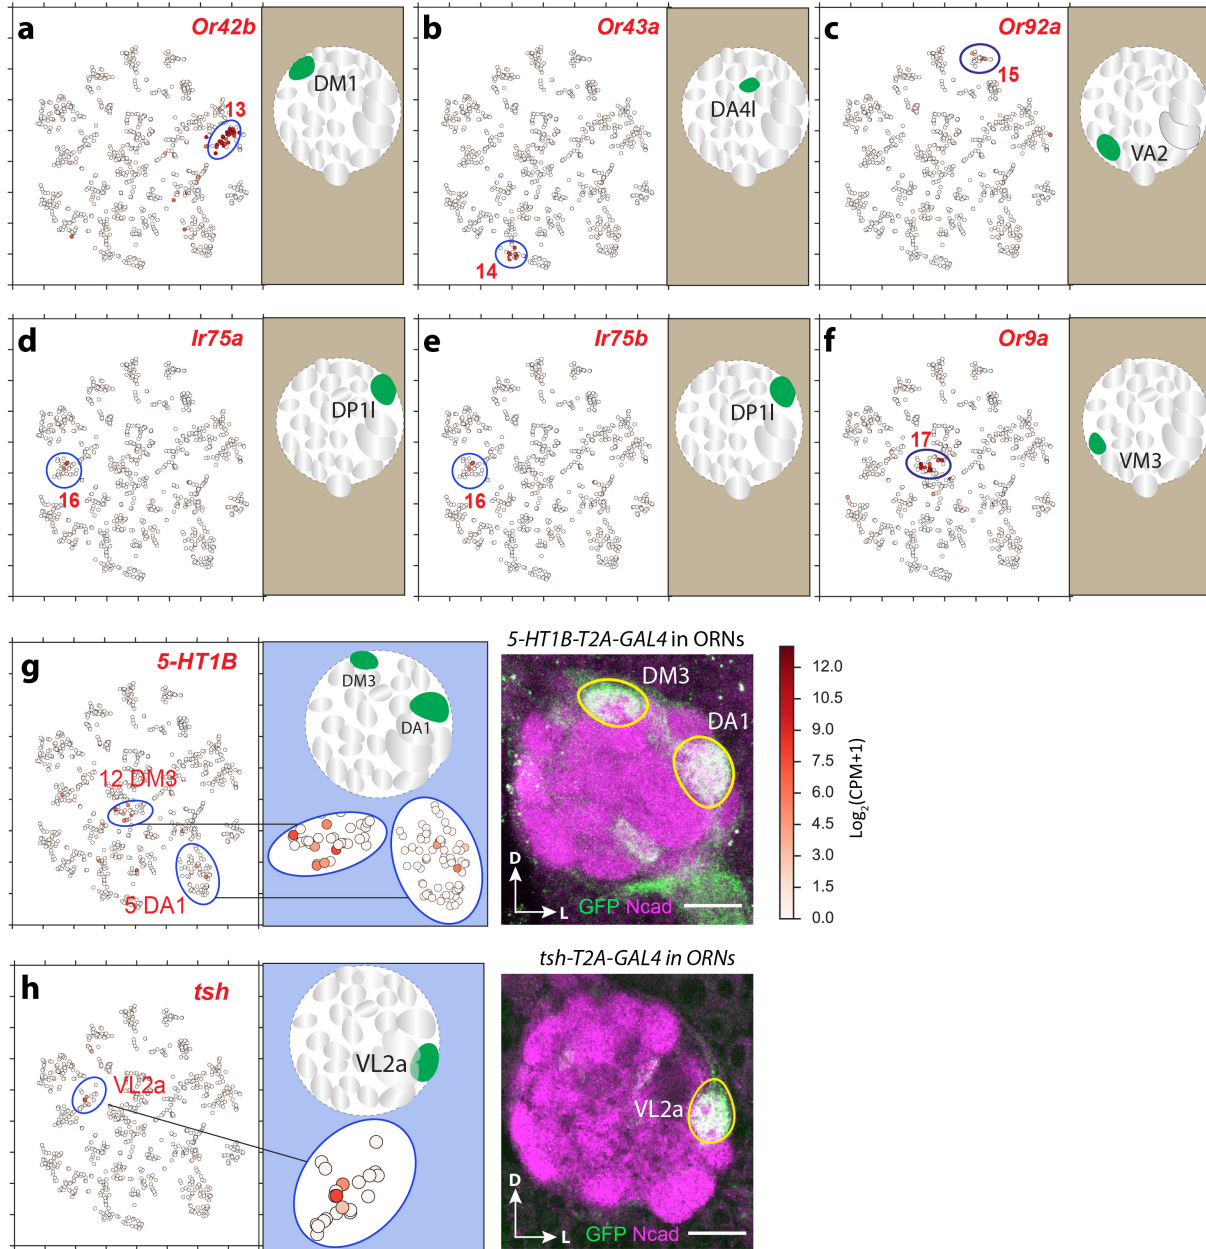 a
Or42b
13
DM1
b
Or43a
14
DA4l
c
Or92a
15
VA2
d
Ir75a
16
DP1l
e
Ir75b
16
DP1l
f
Or9a
17
VM3
g
5-HT1B
12 DM3
5 DA1
DM3
DA1
5-HT1B-T2A-GAL4 in ORNs
DM3
DA1
D
L
GFP Ncad
12.0
10.5
9.0
7.5
6.0
4.5
3.0
1.5
0.0
Log2(CPM+1)
h
tsh
VL2a
VL2a
tsh-T2A-GAL4 in ORNs
VL2a
D
L
GFP Ncad